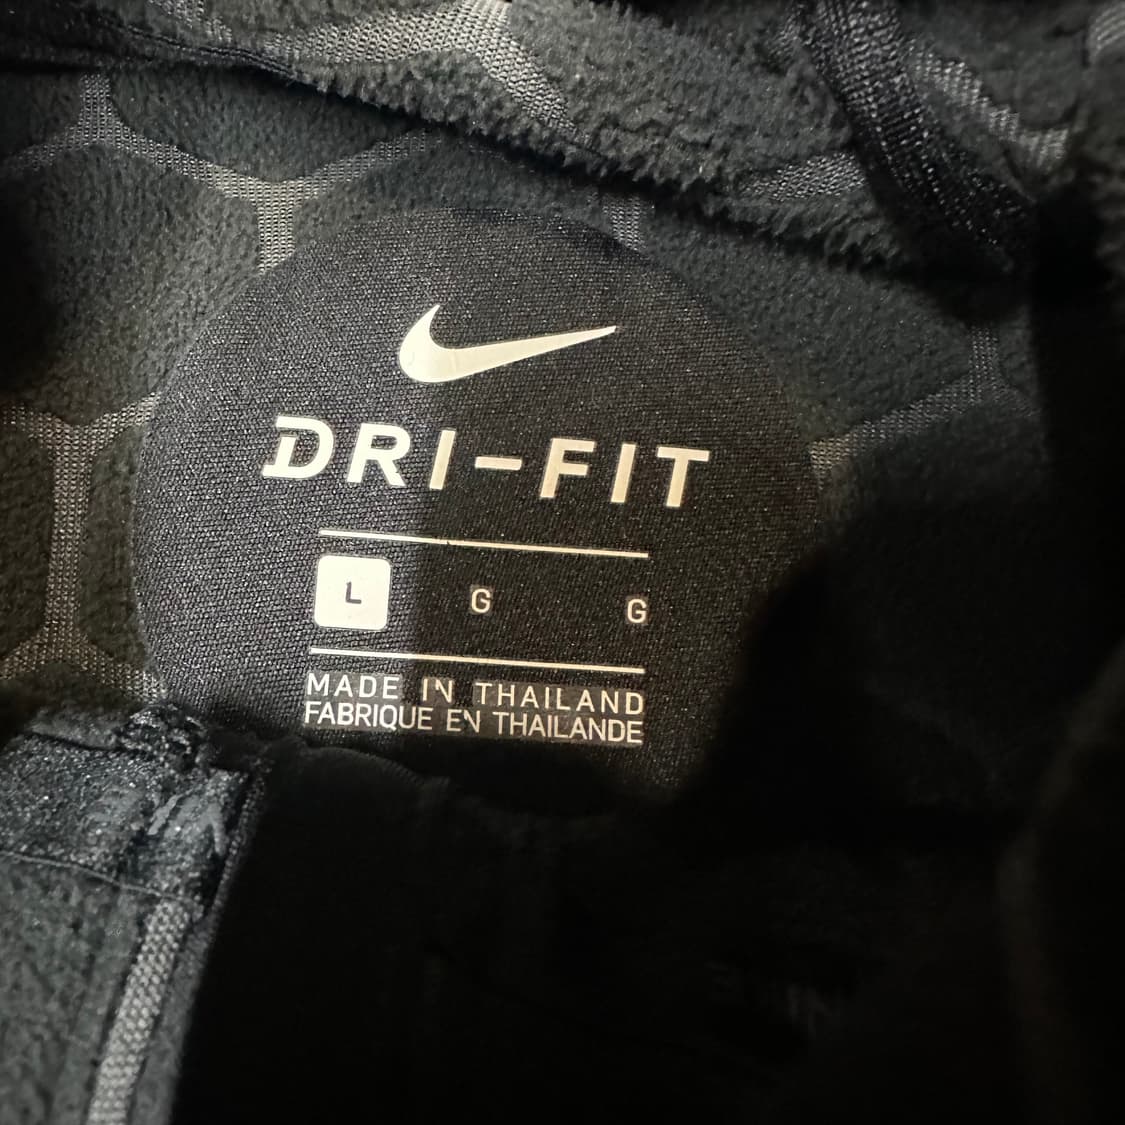 DRI-FIT
L G G
MADE IN THAILAND
FABRIQUE EN THAILANDE